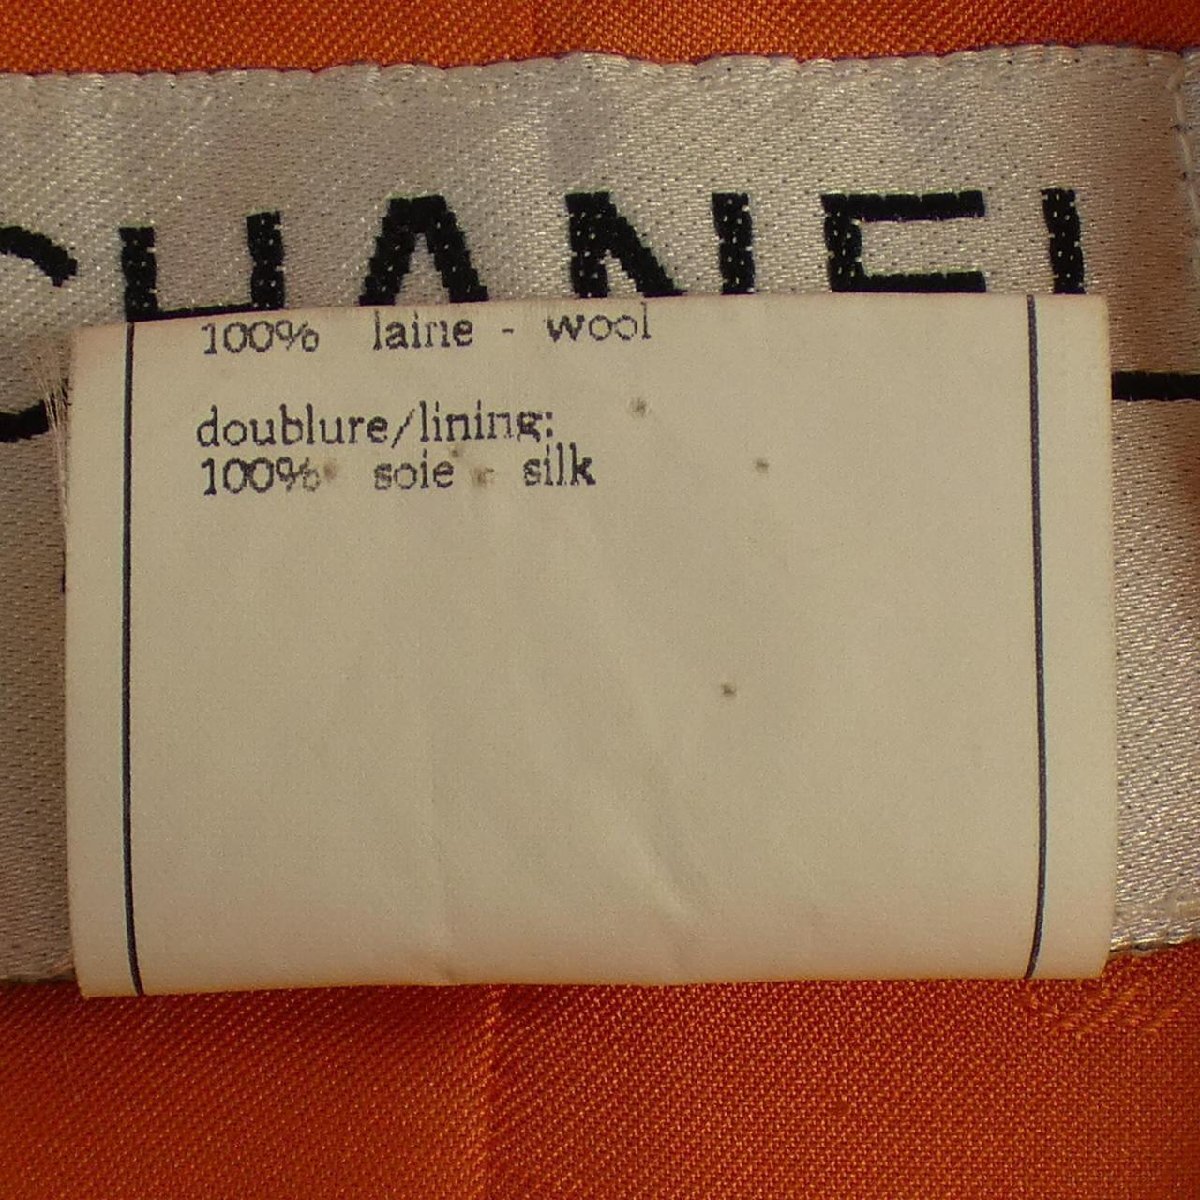 CHANEL
100% laine - wool
doublure/lining:
100% soie - silk